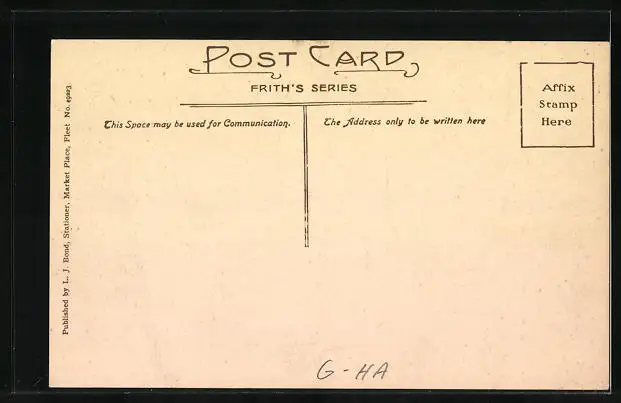 POST CARD
FRITH'S SERIES
This Space may be used for Communication.
The Address only to be written here
Affix
Stamp
Here
Published by L. J. Bond, Stationer, Market Place, Fleet No. 49223
G-HA